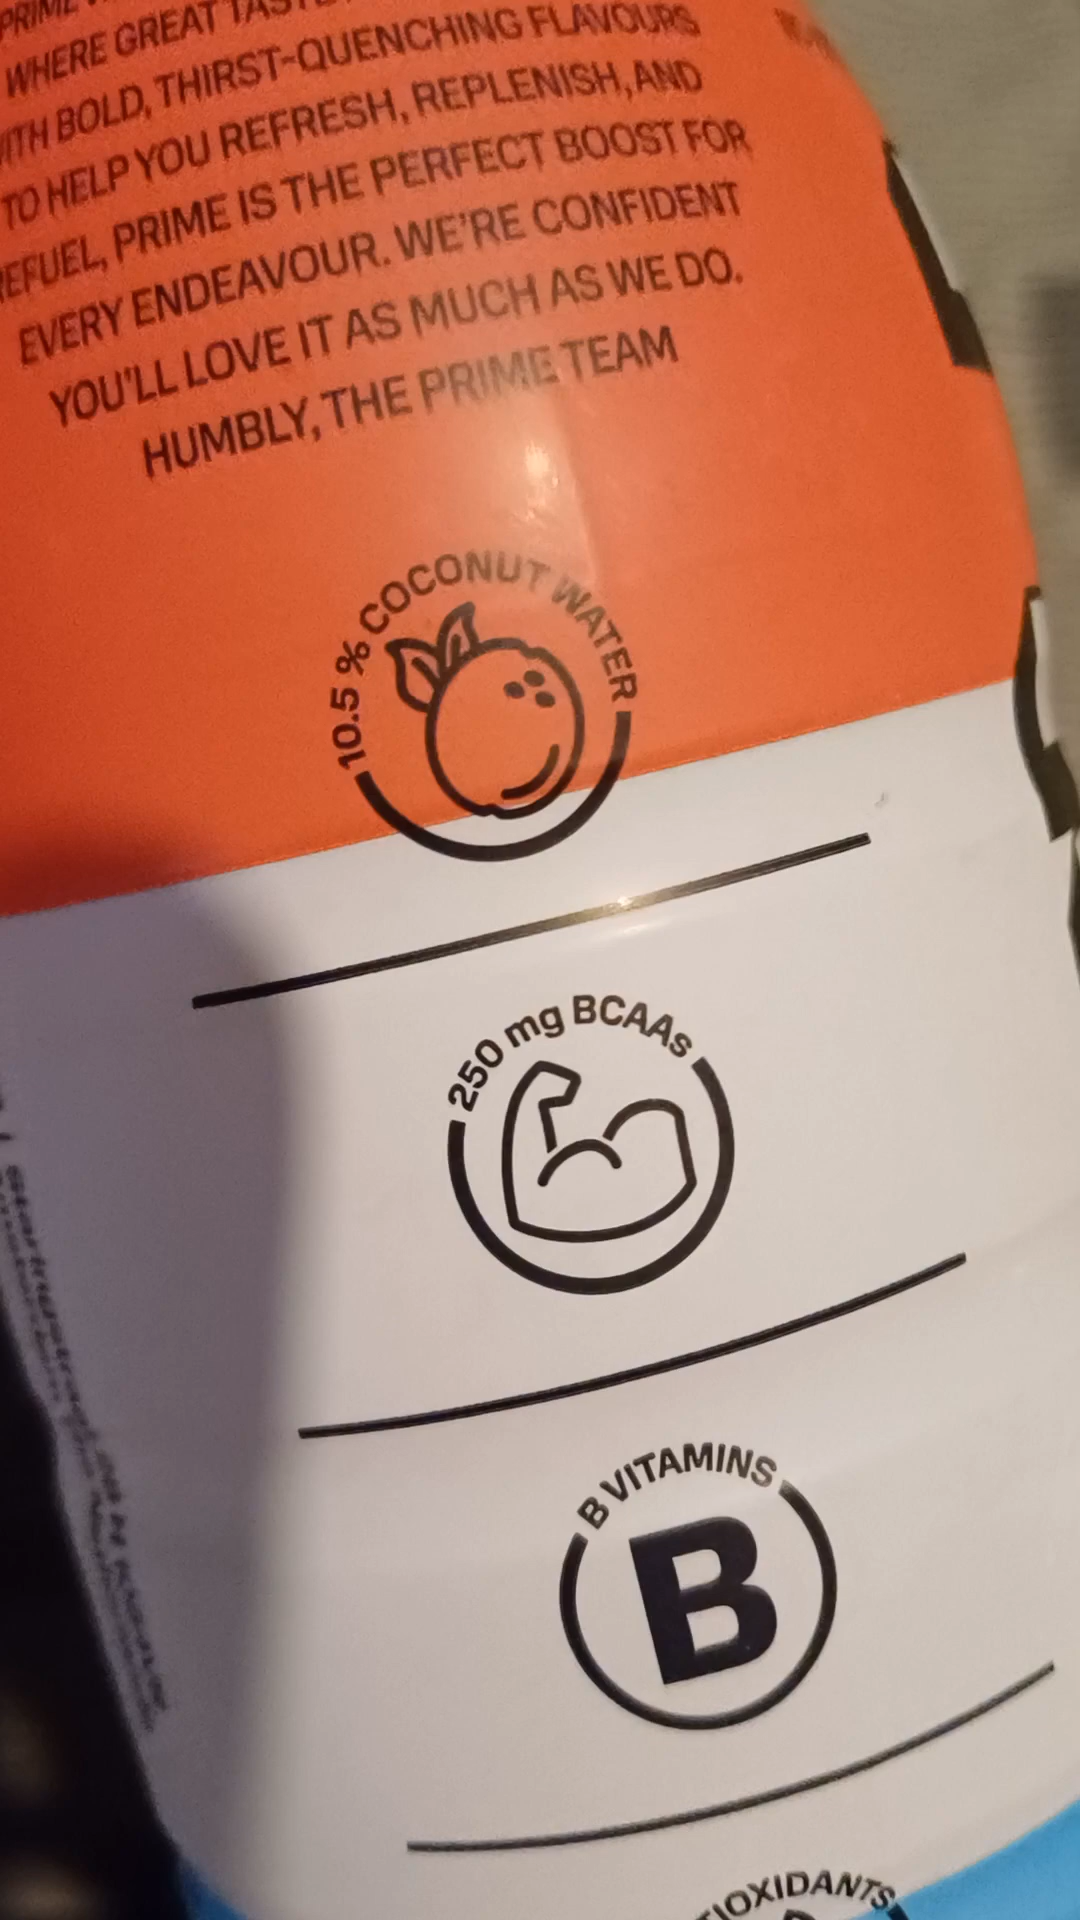 PRIME
WHERE GREAT
WITH BOLD, THIRST-QUENCHING FLAVOURS
TO HELP YOU REFRESH, REPLENISH, AND
REFUEL, PRIME IS THE PERFECT BOOST FOR
EVERY ENDEAVOUR. WE'RE CONFIDENT
YOU'LL LOVE IT AS MUCH AS WE DO.
HUMBLY, THE PRIME TEAM
10.5 % COCONUT WATER
250 mg BCAAs
B VITAMINS
B
IOXIDANTS